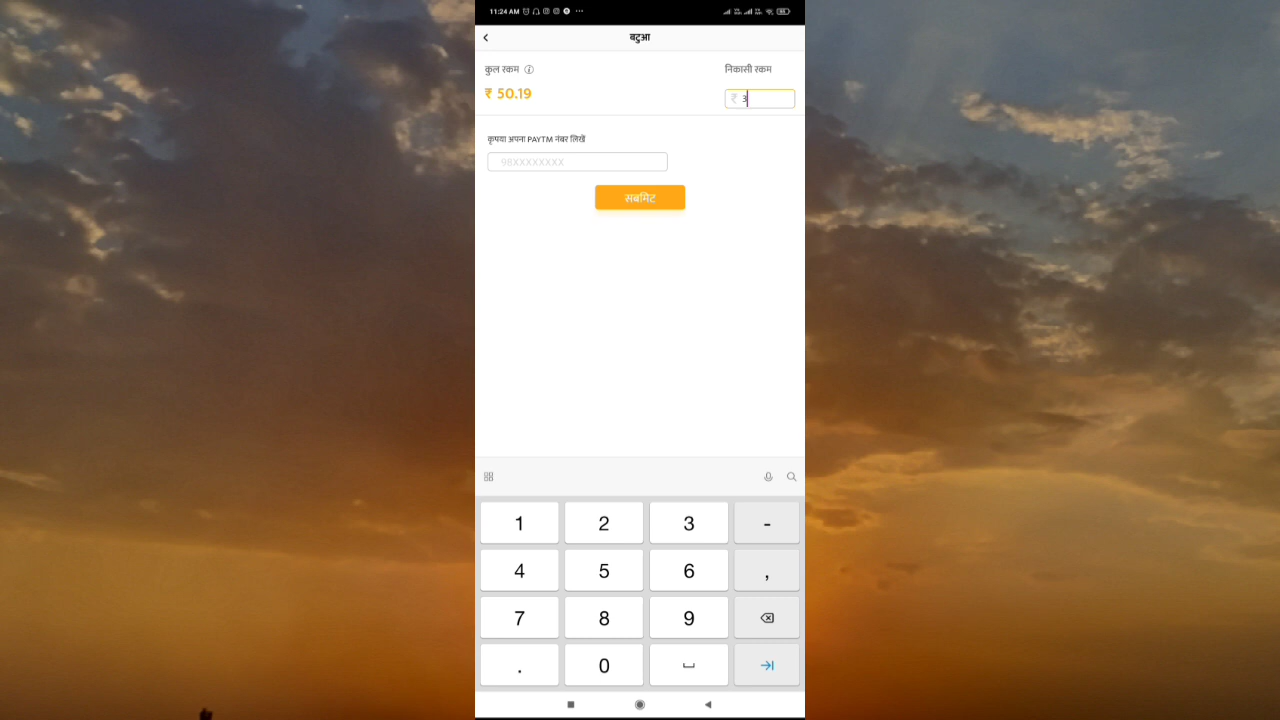 11:24 AM
बटुआ
कुल रकम
निकासी रकम
₹ 50.19
₹ 3
कृपया अपना PAYTM नंबर लिखें
98XXXXXXXX
सबमिट
1 2 3 -
4 5 6 ,
7 8 9
. 0